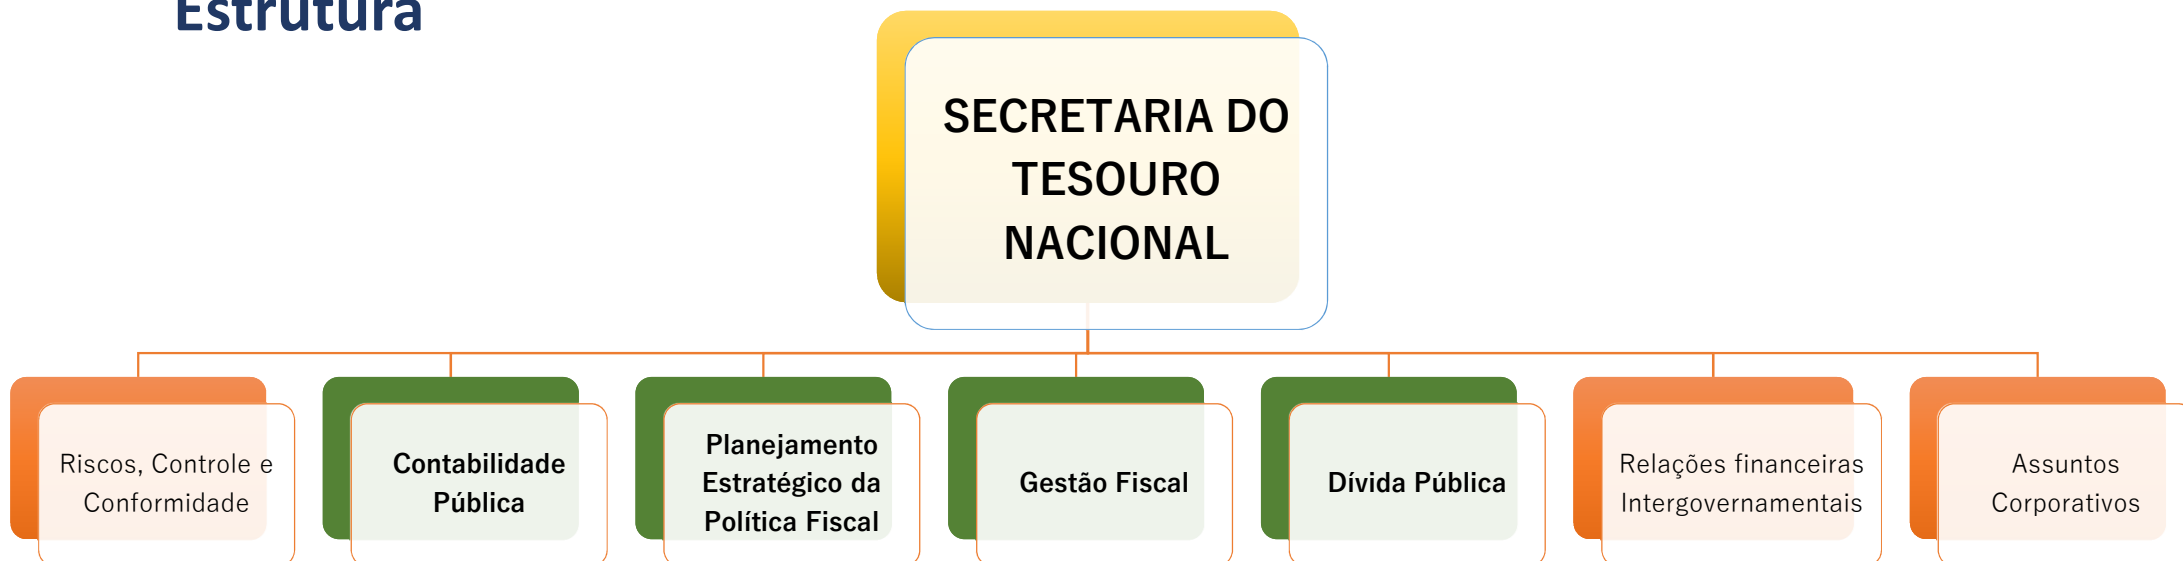 Estrutura
SECRETARIA DO
TESOURO
NACIONAL
Riscos, Controle e
Conformidade
Contabilidade
Pública
Planejamento
Estratégico da
Política Fiscal
Gestão Fiscal
Dívida Pública
Relações financeiras
Intergovernamentais
Assuntos
Corporativos